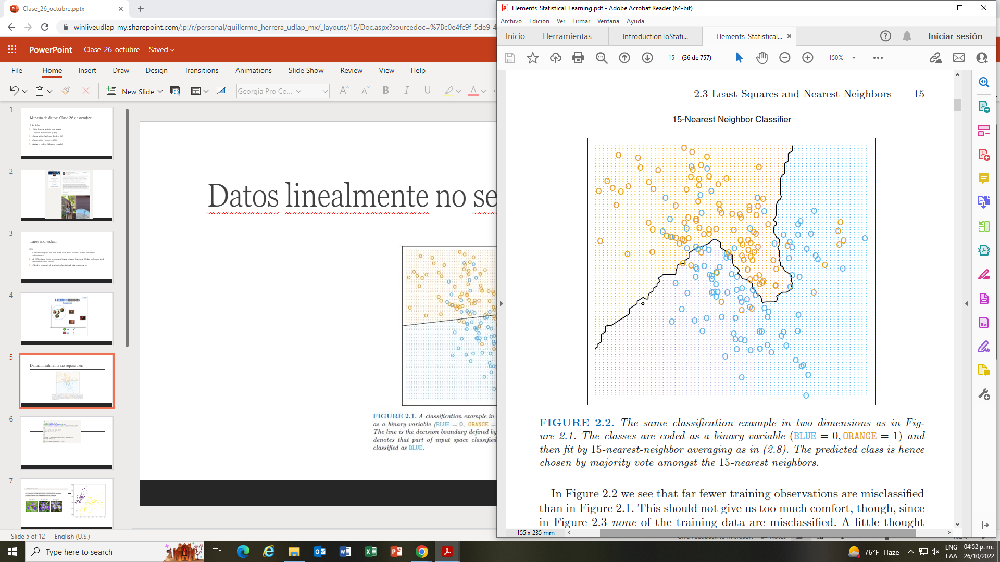 Clase_26_octubre.pptx
winliveudlap-my.sharepoint.com/:p:/r/personal/guillermo_herrera_udlap_mx/_layouts/15/Doc.aspx?sourcedoc=%7Bc0e4fc9f-5de9-4
PowerPoint Clase_26_octubre - Saved
File Home Insert Draw Design Transitions Animations Slide Show Review View Help
New Slide Georgia Pro Co... A A B I U A
1
Minería de datos: Clase 26 de octubre
2
3
Tarea individual
4
K-NEAREST NEIGHBORS
5
Datos linealmente no separables
6
7
Datos linealmente no se
FIGURE 2.1. A classification example in
as a binary variable (BLUE = 0, ORANGE =
The line is the decision boundary defined by
denotes that part of input space classified
classified as BLUE.
Slide 5 of 12 English (U.S.)
Elements_Statistical_Learning.pdf - Adobe Acrobat Reader (64-bit)
Archivo Edición Ver Firmar Ventana Ayuda
Inicio Herramientas IntroductionToStati... Elements_Statistical... Iniciar sesión
15 (36 de 757) 150%
2.3 Least Squares and Nearest Neighbors 15
15-Nearest Neighbor Classifier
FIGURE 2.2. The same classification example in two dimensions as in Fig-
ure 2.1. The classes are coded as a binary variable (BLUE = 0, ORANGE = 1) and
then fit by 15-nearest-neighbor averaging as in (2.8). The predicted class is hence
chosen by majority vote amongst the 15-nearest neighbors.
In Figure 2.2 we see that far fewer training observations are misclassified
than in Figure 2.1. This should not give us too much comfort, though, since
in Figure 2.3 none of the training data are misclassified. A little thought
155 x 235 mm
Type here to search
76°F Haze
ENG
LAA
04:52 p. m.
26/10/2022